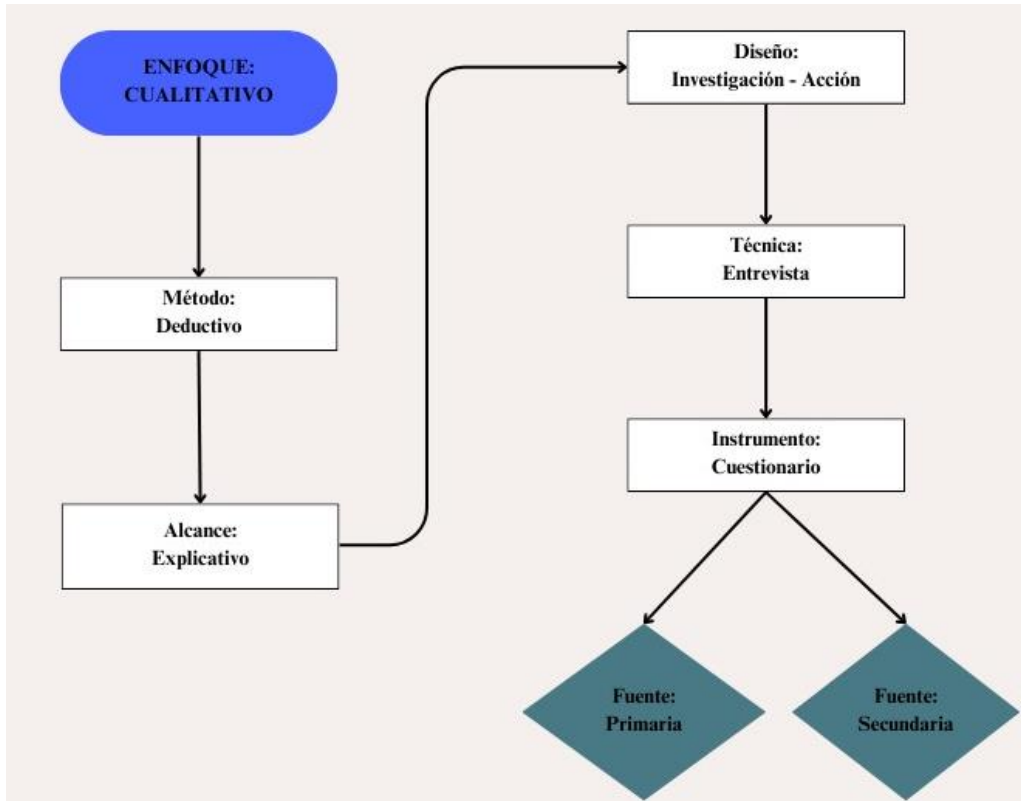 ENFOQUE:
CUALITATIVO
Método:
Deductivo
Alcance:
Explicativo
Diseño:
Investigación - Acción
Técnica:
Entrevista
Instrumento:
Cuestionario
Fuente:
Primaria
Fuente:
Secundaria